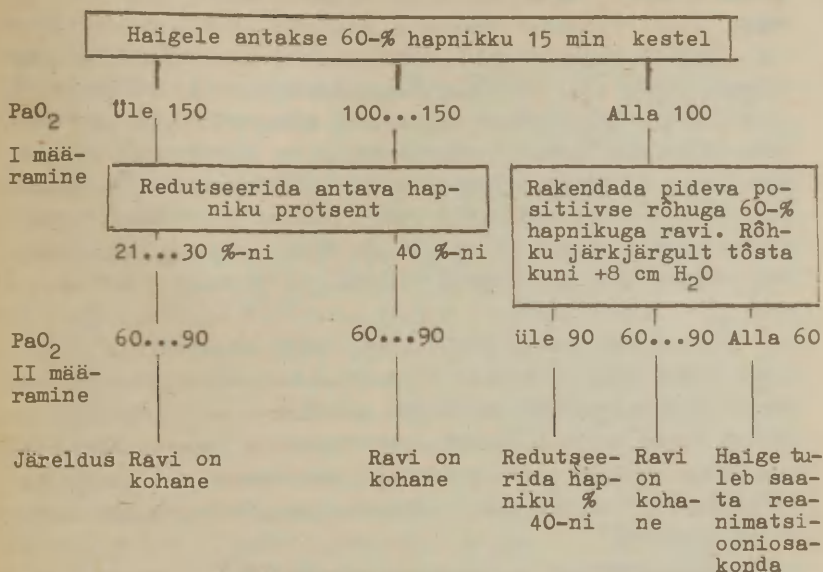 Haigele antakse 60-% hapnikku 15 min kestel
PaO2 Üle 150 100...150 Alla 100
I mää-
ramine
Redutseerida antava hap-
niku protsent
Rakendada pideva po-
sitiivse rõhuga 60-%
hapnikuga ravi. Rõh-
ku järkjärgult tõsta
kuni +8 cm H2O
21...30 %-ni 40 %-ni
PaO2 60...90 60...90 üle 90 60...90 Alla 60
II mää-
ramine
Järeldus Ravi on kohane
Ravi on kohane
Redutsee-
rida hap-
niku %
40-ni
Ravi
on
koha-
ne
Haige tu-
leb saa-
ta rea-
nimatsi-
ooniosa-
konda